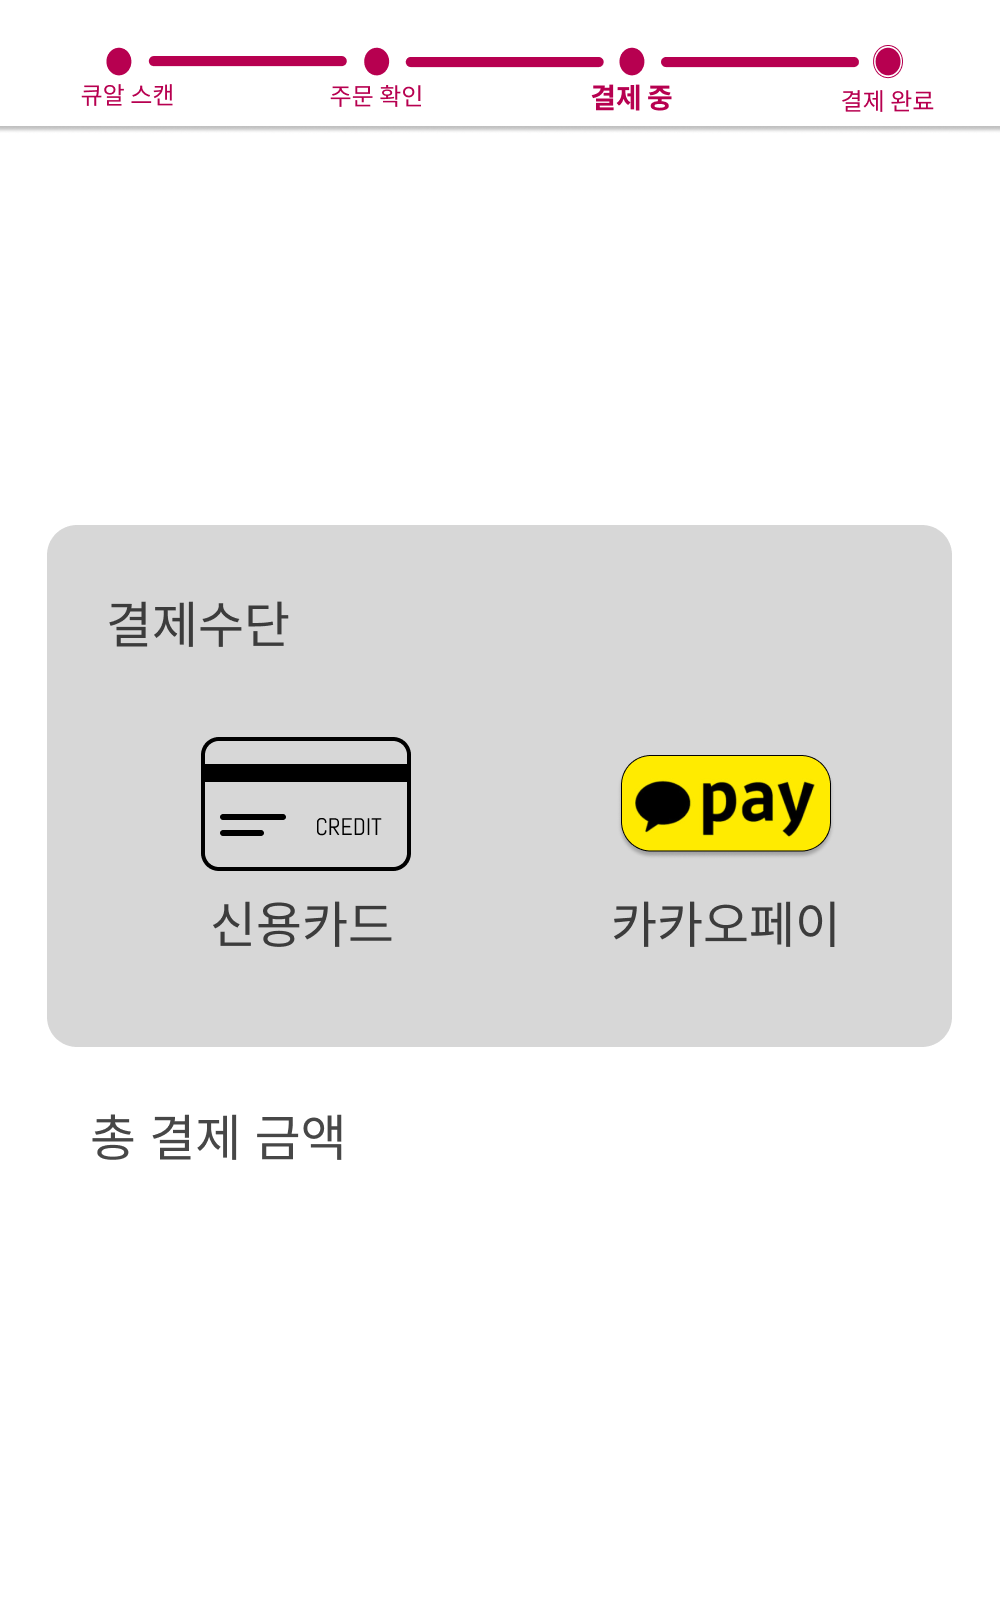 큐알 스캔
주문 확인
결제 중
결제 완료
결제수단
CREDIT
pay
신용카드
카카오페이
총 결제 금액